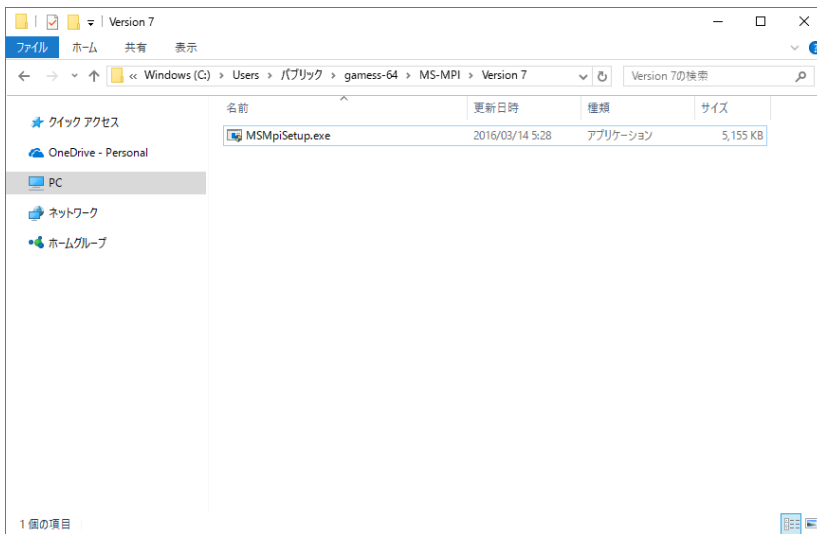 Version 7
ファイル ホーム 共有 表示
« Windows (C:) › Users › パブリック › gamess-64 › MS-MPI › Version 7 Version 7の検索
名前 更新日時 種類 サイズ
MSMpiSetup.exe 2016/03/14 5:28 アプリケーション 5,155 KB
クイック アクセス
OneDrive - Personal
PC
ネットワーク
ホームグループ
1 個の項目